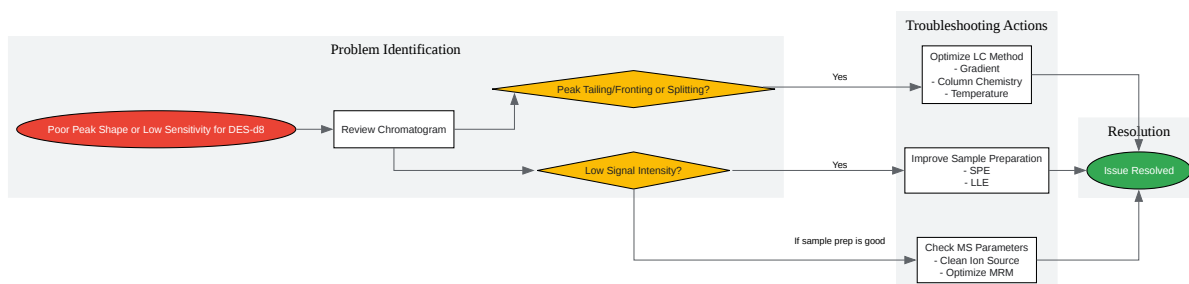 Problem Identification
Poor Peak Shape or Low Sensitivity for DES-d8
Review Chromatogram
Peak Tailing/Fronting or Splitting?
Low Signal Intensity?
Yes
Yes
If sample prep is good
Troubleshooting Actions
Optimize LC Method
- Gradient
- Column Chemistry
- Temperature
Improve Sample Preparation
- SPE
- LLE
Check MS Parameters
- Clean Ion Source
- Optimize MRM
Resolution
Issue Resolved